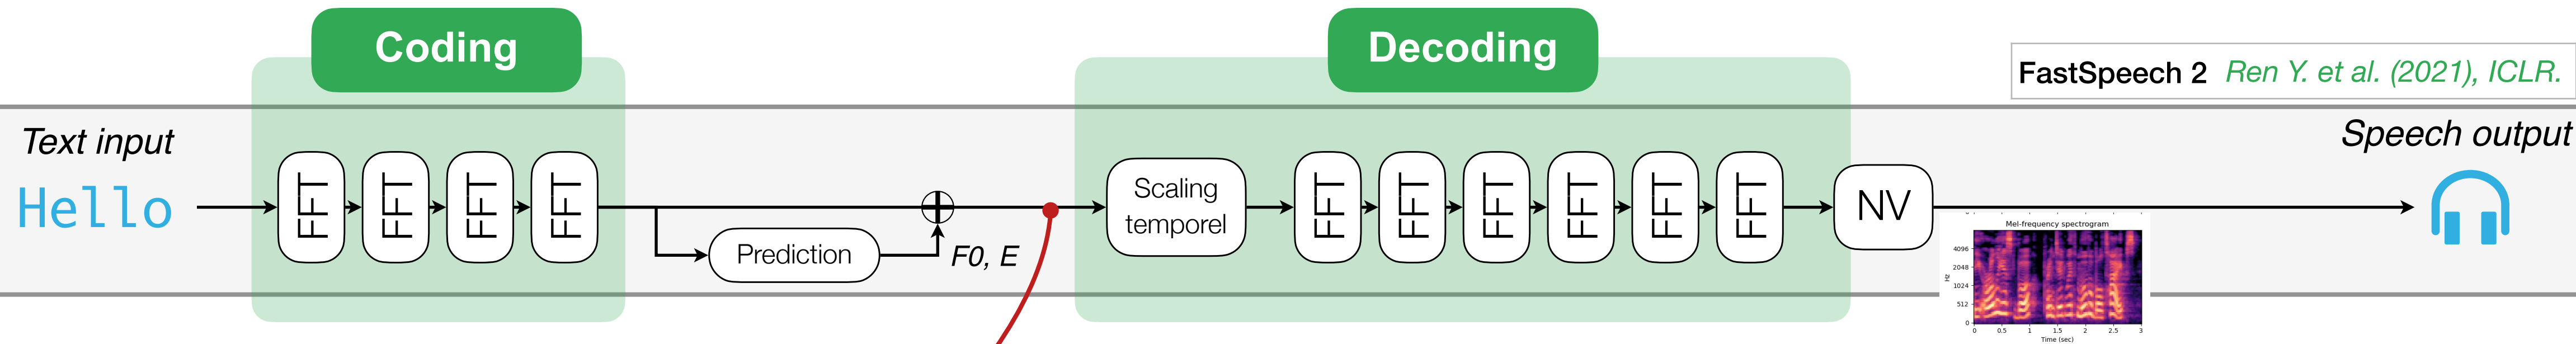 Coding
Decoding
FastSpeech 2 Ren Y. et al. (2021), ICLR.
Text input
Speech output
Hello
FFT
FFT
FFT
FFT
Prediction
F0, E
Scaling
temporel
FFT
FFT
FFT
FFT
FFT
FFT
NV
Mel-frequency spectrogram
Hz
4096
2048
1024
512
0
0 0.5 1 1.5 2 2.5 3
Time (sec)